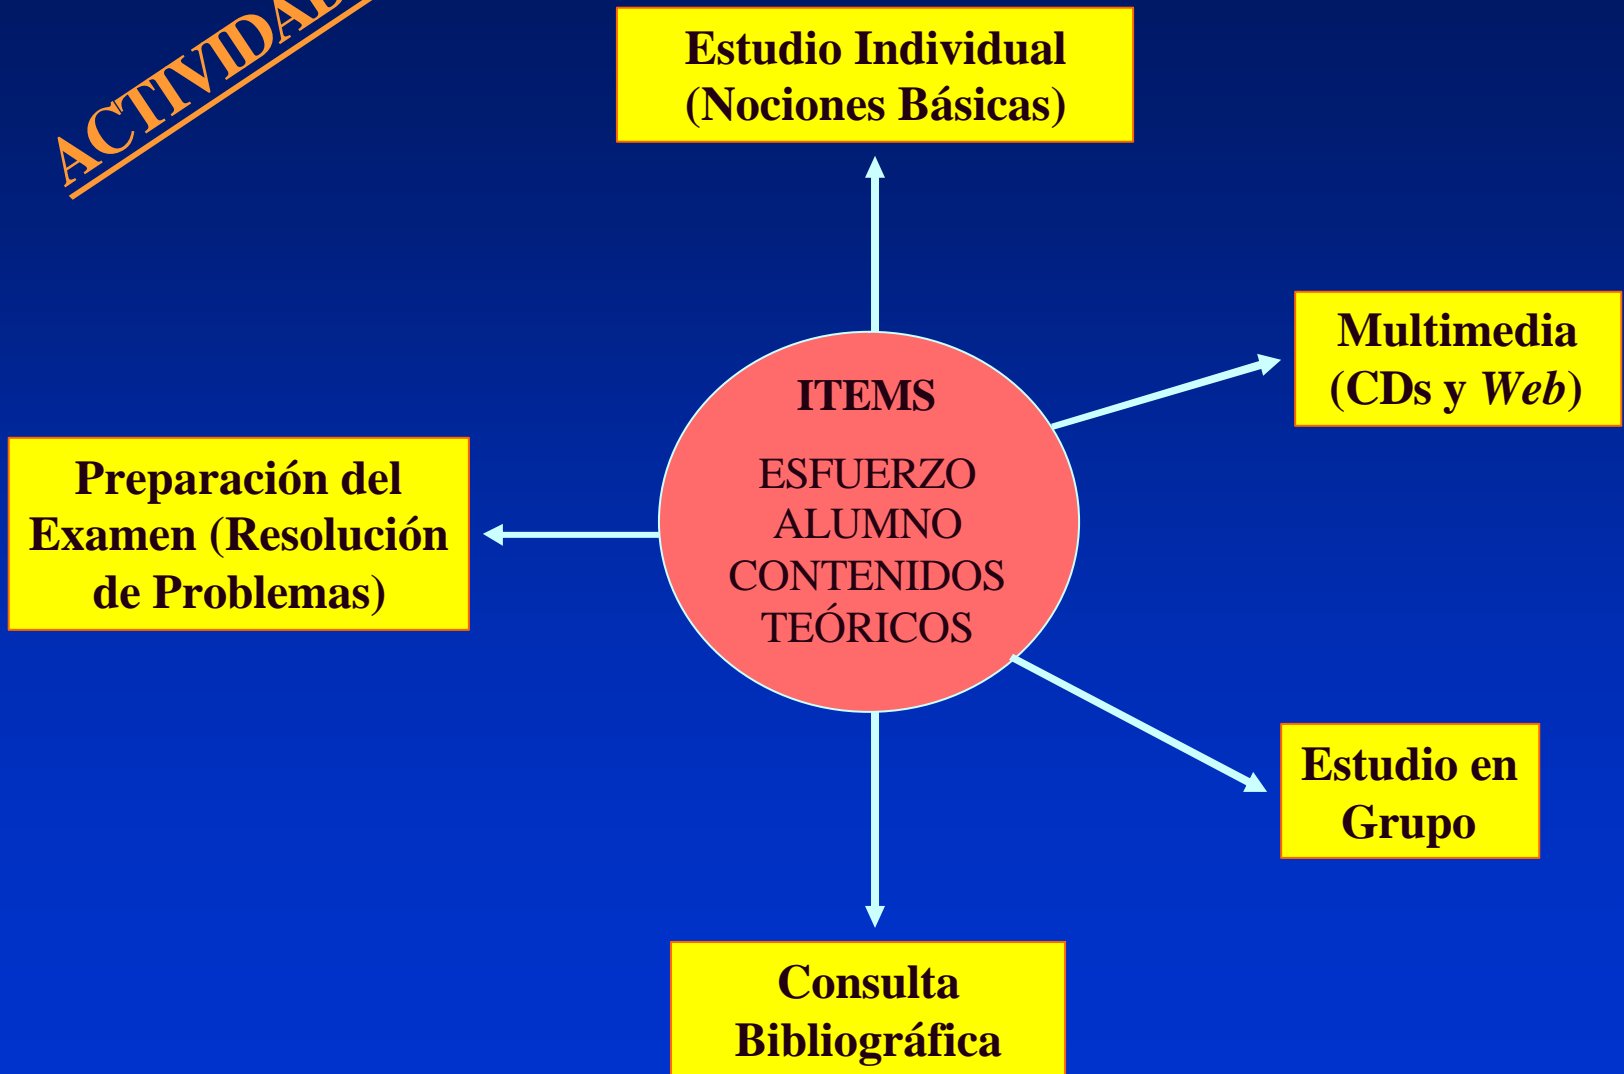 Estudio Individual
(Nociones Básicas)
Multimedia
(CDs y Web)
ITEMS
ESFUERZO
ALUMNO
CONTENIDOS
TEÓRICOS
Preparación del
Examen (Resolución
de Problemas)
Estudio en
Grupo
Consulta
Bibliográfica